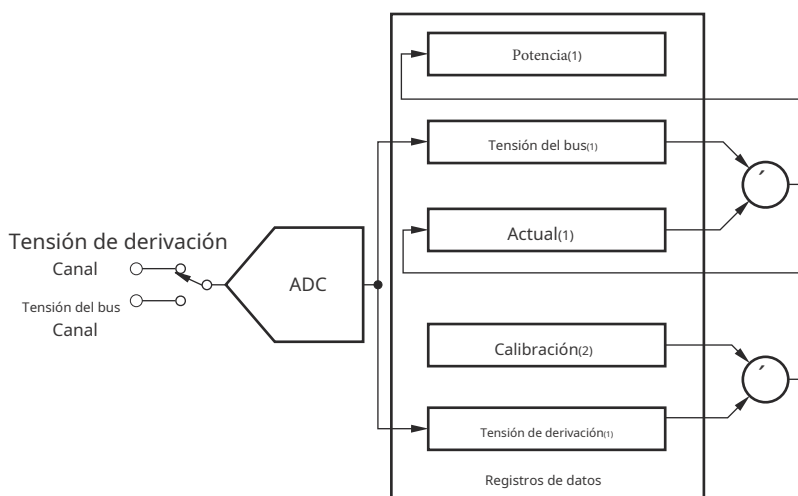 Potencia(1)
Tensión del bus(1)
Actual(1)
Tensión de derivación
Canal
Tensión del bus
Canal
ADC
Calibración(2)
Tensión de derivación(1)
Registros de datos
´
´